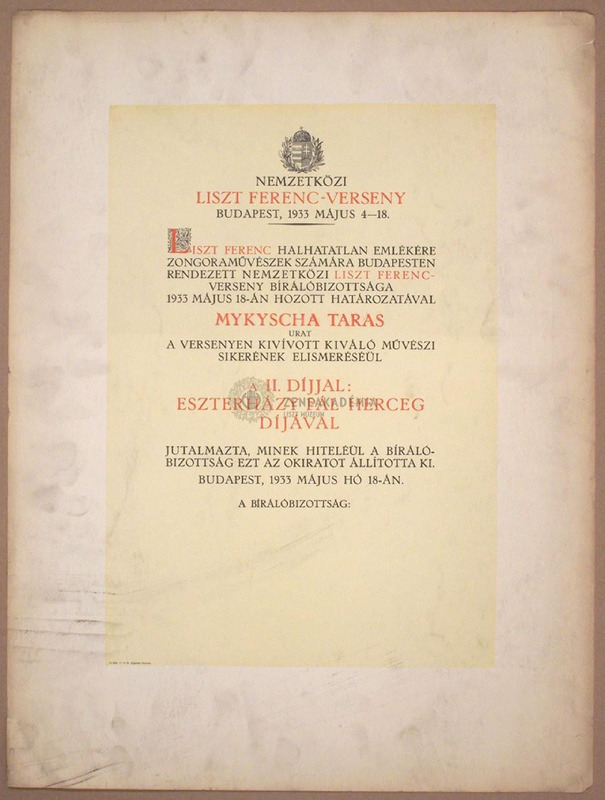 NEMZETKÖZI
LISZT FERENC-VERSENY
BUDAPEST, 1933 MÁJUS 4—18.
LISZT FERENC HALHATATLAN EMLÉKÉRE
ZONGORAMŰVÉSZEK SZÁMÁRA BUDAPESTEN
RENDEZETT NEMZETKÖZI LISZT FERENC-
VERSENY BÍRÁLÓBIZOTTSÁGA
1933 MÁJUS 18-ÁN HOZOTT HATÁROZATÁVAL
MYKYSCHA TARAS
URAT
A VERSENYEN KIVÍVOTT KIVÁLÓ MŰVÉSZI
SIKERÉNEK ELISMERÉSÉÜL
A II. DÍJJAL:
ESZTERHÁZY PÁL HERCEG
DÍJÁVAL
ZENEAKADÉMIA
LISZT MÚZEUM
JUTALMAZTA, MINEK HITELÉÜL A BÍRÁLÓ-
BIZOTTSÁG EZT AZ OKIRATOT ÁLLÍTOTTA KI.
BUDAPEST, 1933 MÁJUS HÓ 18-ÁN.
A BÍRÁLÓBIZOTTSÁG: